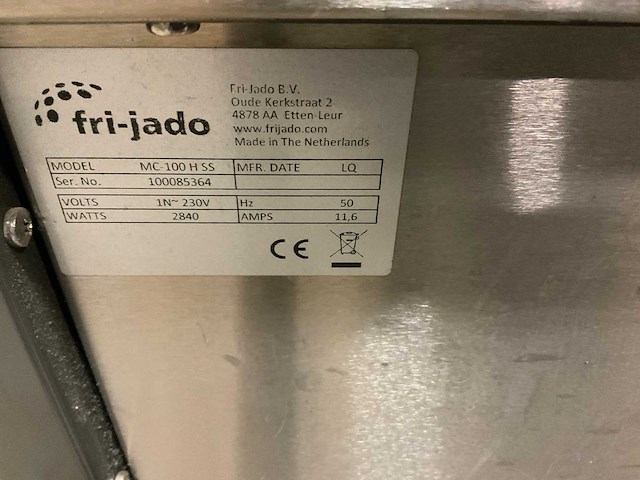 fri-jado
Fri-Jado B.V.
Oude Kerkstraat 2
4878 AA Etten-Leur
www.frijado.com
Made in The Netherlands
MODEL MC-100 H SS MFR. DATE LQ
Ser. No. 100085364
VOLTS 1N~ 230V Hz 50
WATTS 2840 AMPS 11,6
CE